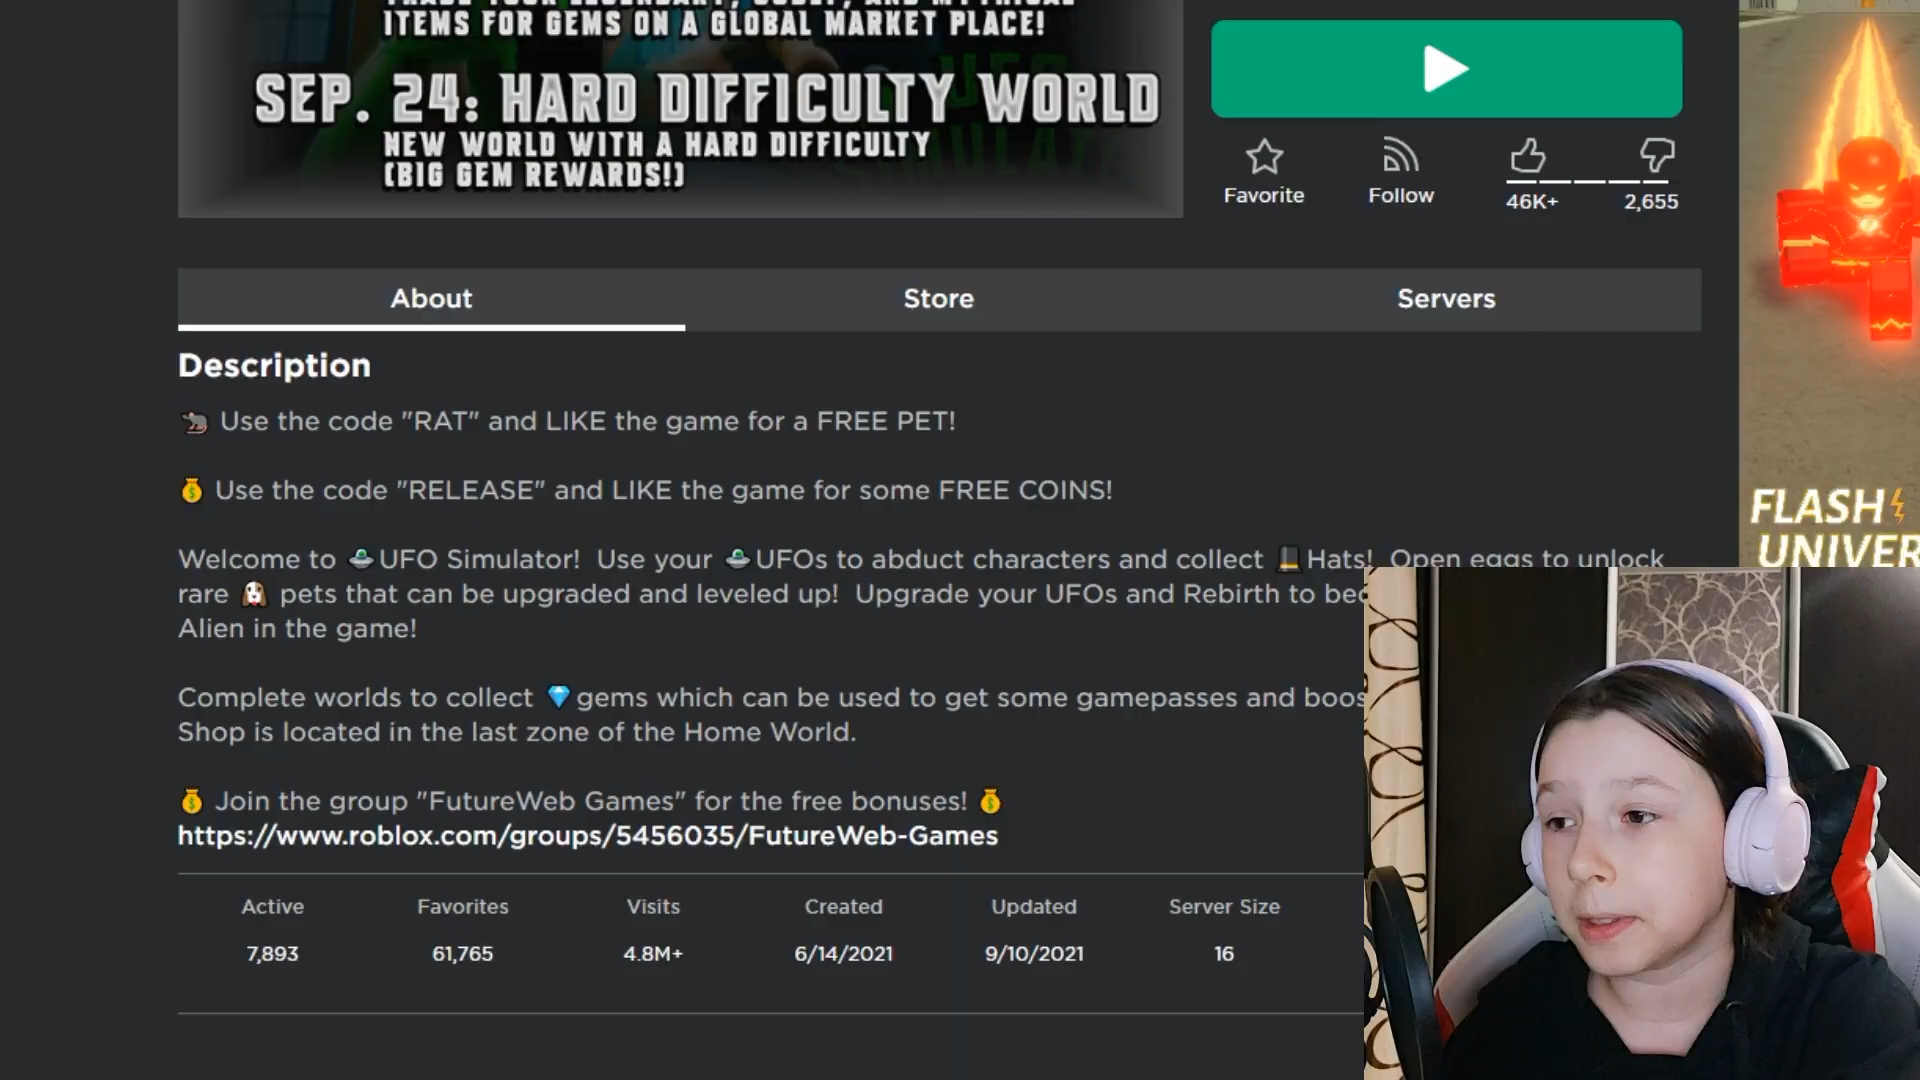 ITEMS FOR GEMS ON A GLOBAL MARKET PLACE!
SEP. 24: HARD DIFFICULTY WORLD
NEW WORLD WITH A HARD DIFFICULTY
(BIG GEM REWARDS!)
Favorite
Follow
46K+
2,655
About
Store
Servers
Description
Use the code "RAT" and LIKE the game for a FREE PET!
Use the code "RELEASE" and LIKE the game for some FREE COINS!
Welcome to 🛸UFO Simulator! Use your 🛸UFOs to abduct characters and collect 🎩Hats! Open eggs to unlock
rare 🐶 pets that can be upgraded and leveled up! Upgrade your UFOs and Rebirth to
Alien in the game!
Complete worlds to collect 💎gems which can be used to get some gamepasses and
Shop is located in the last zone of the Home World.
💰 Join the group "FutureWeb Games" for the free bonuses! 💰
https://www.roblox.com/groups/5456035/FutureWeb-Games
Active
Favorites
Visits
Created
Updated
Server Size
7,893
61,765
4.8M+
6/14/2021
9/10/2021
16
FLASH
UNIVER